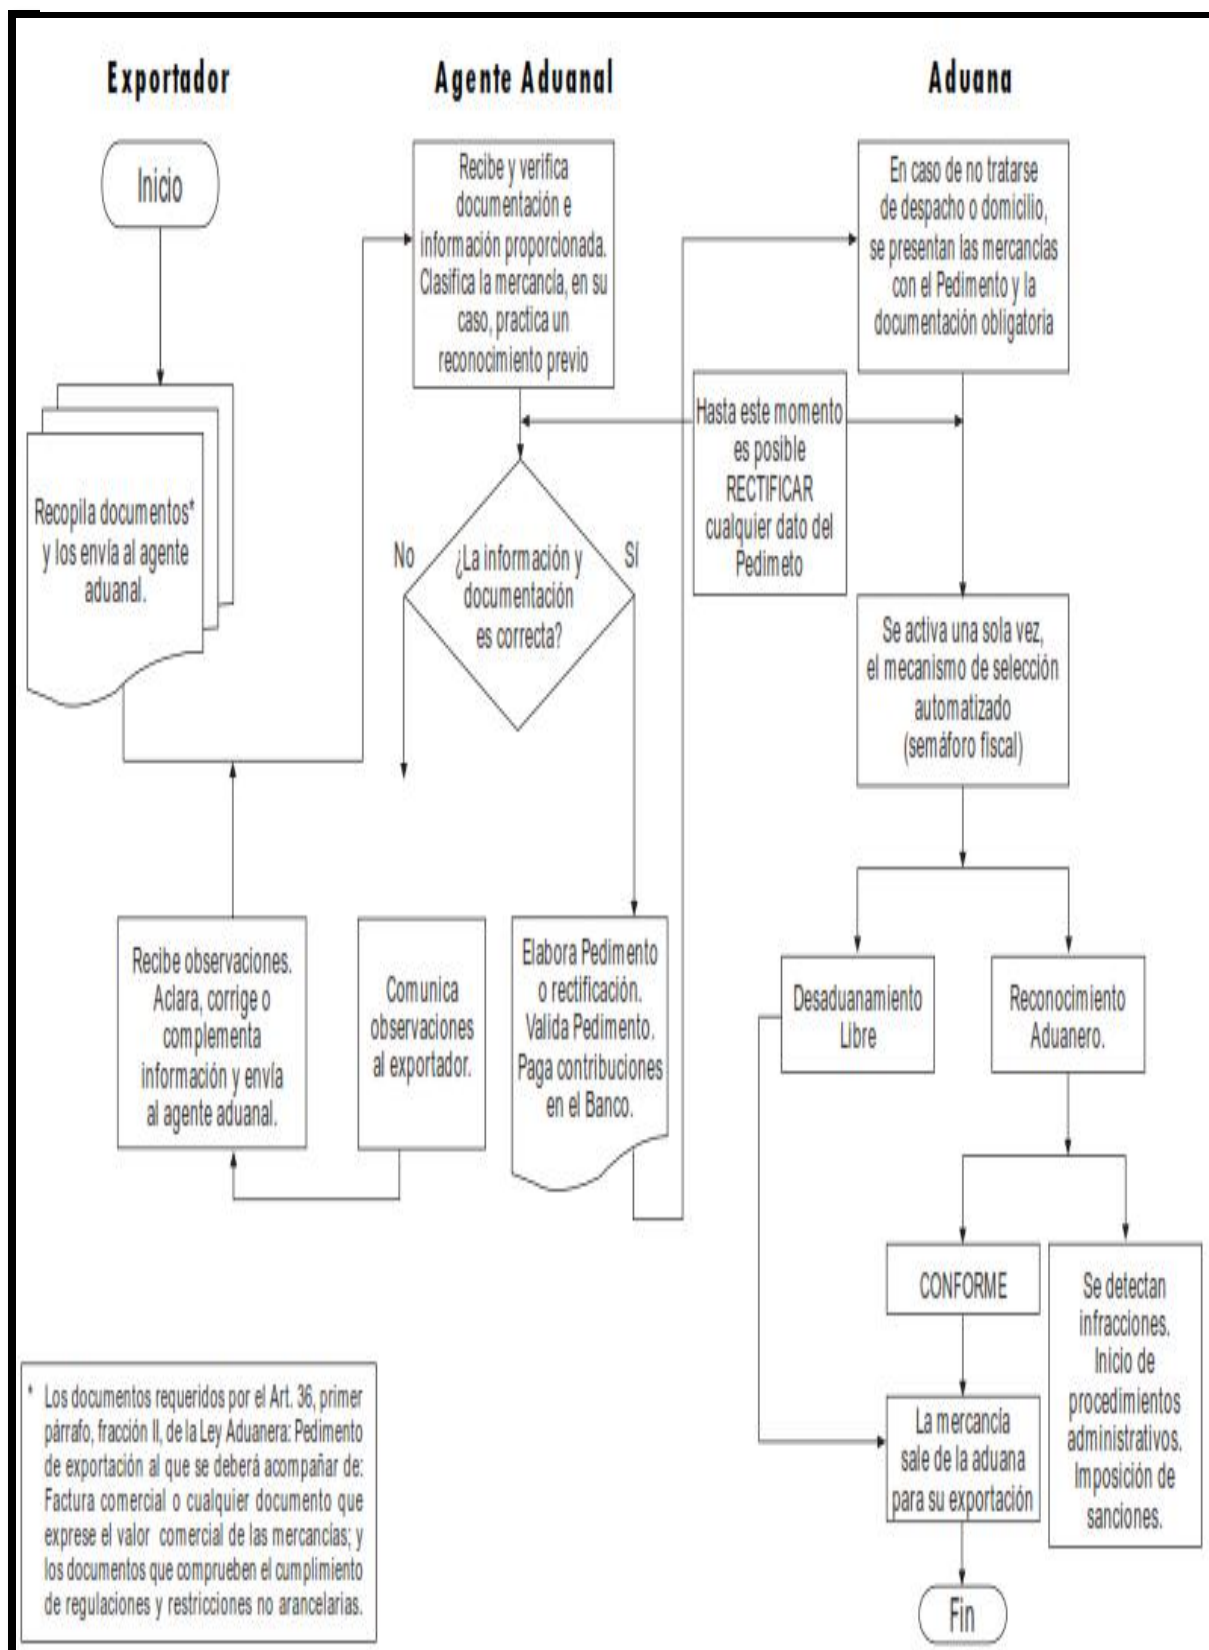 Exportador
Agente Aduanal
Aduana
Inicio
Recibe y verifica
documentación e
información proporcionada.
Clasifica la mercancía, en su
caso, practica un
reconocimiento previo
En caso de no tratarse
de despacho o domicilio,
se presentan las mercancías
con el Pedimento y la
documentación obligatoria
Hasta este momento
es posible
RECTIFICAR
cualquier dato del
Pedimeto
Recopila documentos*
y los envía al agente
aduanal.
No
¿La información y
documentación
es correcta?
Sí
Se activa una sola vez,
el mecanismo de selección
automatizado
(semáforo fiscal)
Recibe observaciones.
Aclara, corrige o
complementa
información y envía
al agente aduanal.
Comunica
observaciones
al exportador.
Elabora Pedimento
o rectificación.
Valida Pedimento.
Paga contribuciones
en el Banco.
Desaduanamiento
Libre
Reconocimiento
Aduanero.
CONFORME
Se detectan
infracciones.
Inicio de
procedimientos
administrativos.
Imposición de
sanciones.
La mercancía
sale de la aduana
para su exportación
Fin
* Los documentos requeridos por el Art. 36, primer
párrafo, fracción II, de la Ley Aduanera: Pedimento
de exportación al que se deberá acompañar de:
Factura comercial o cualquier documento que
exprese el valor comercial de las mercancías; y
los documentos que comprueben el cumplimiento
de regulaciones y restricciones no arancelarias.